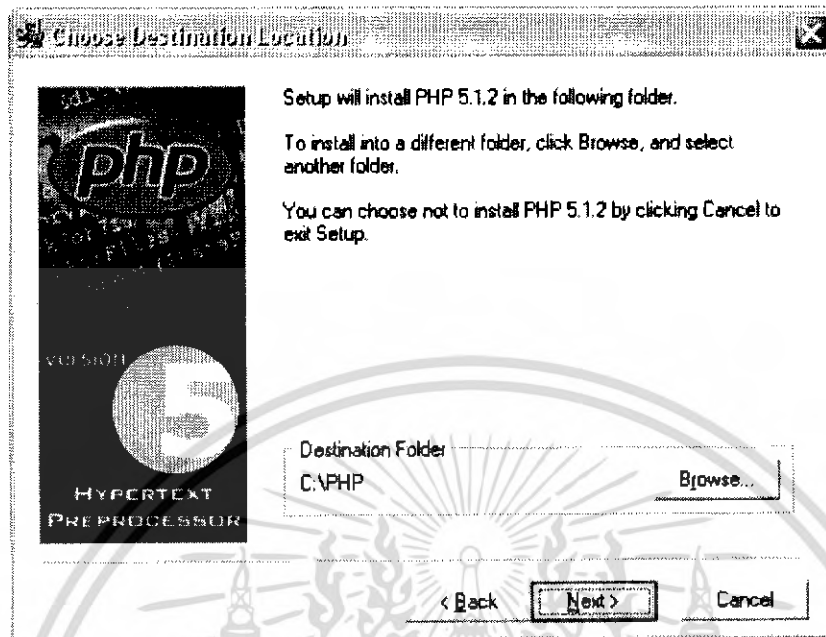 Choose Destination Location
Setup will install PHP 5.1.2 in the following folder.
To install into a different folder, click Browse, and select
another folder.
You can choose not to install PHP 5.1.2 by clicking Cancel to
exit Setup.
php
version
5
HYPERTEXT
PREPROCESSOR
Destination Folder
C:\PHP
Browse...
< Back
Next >
Cancel